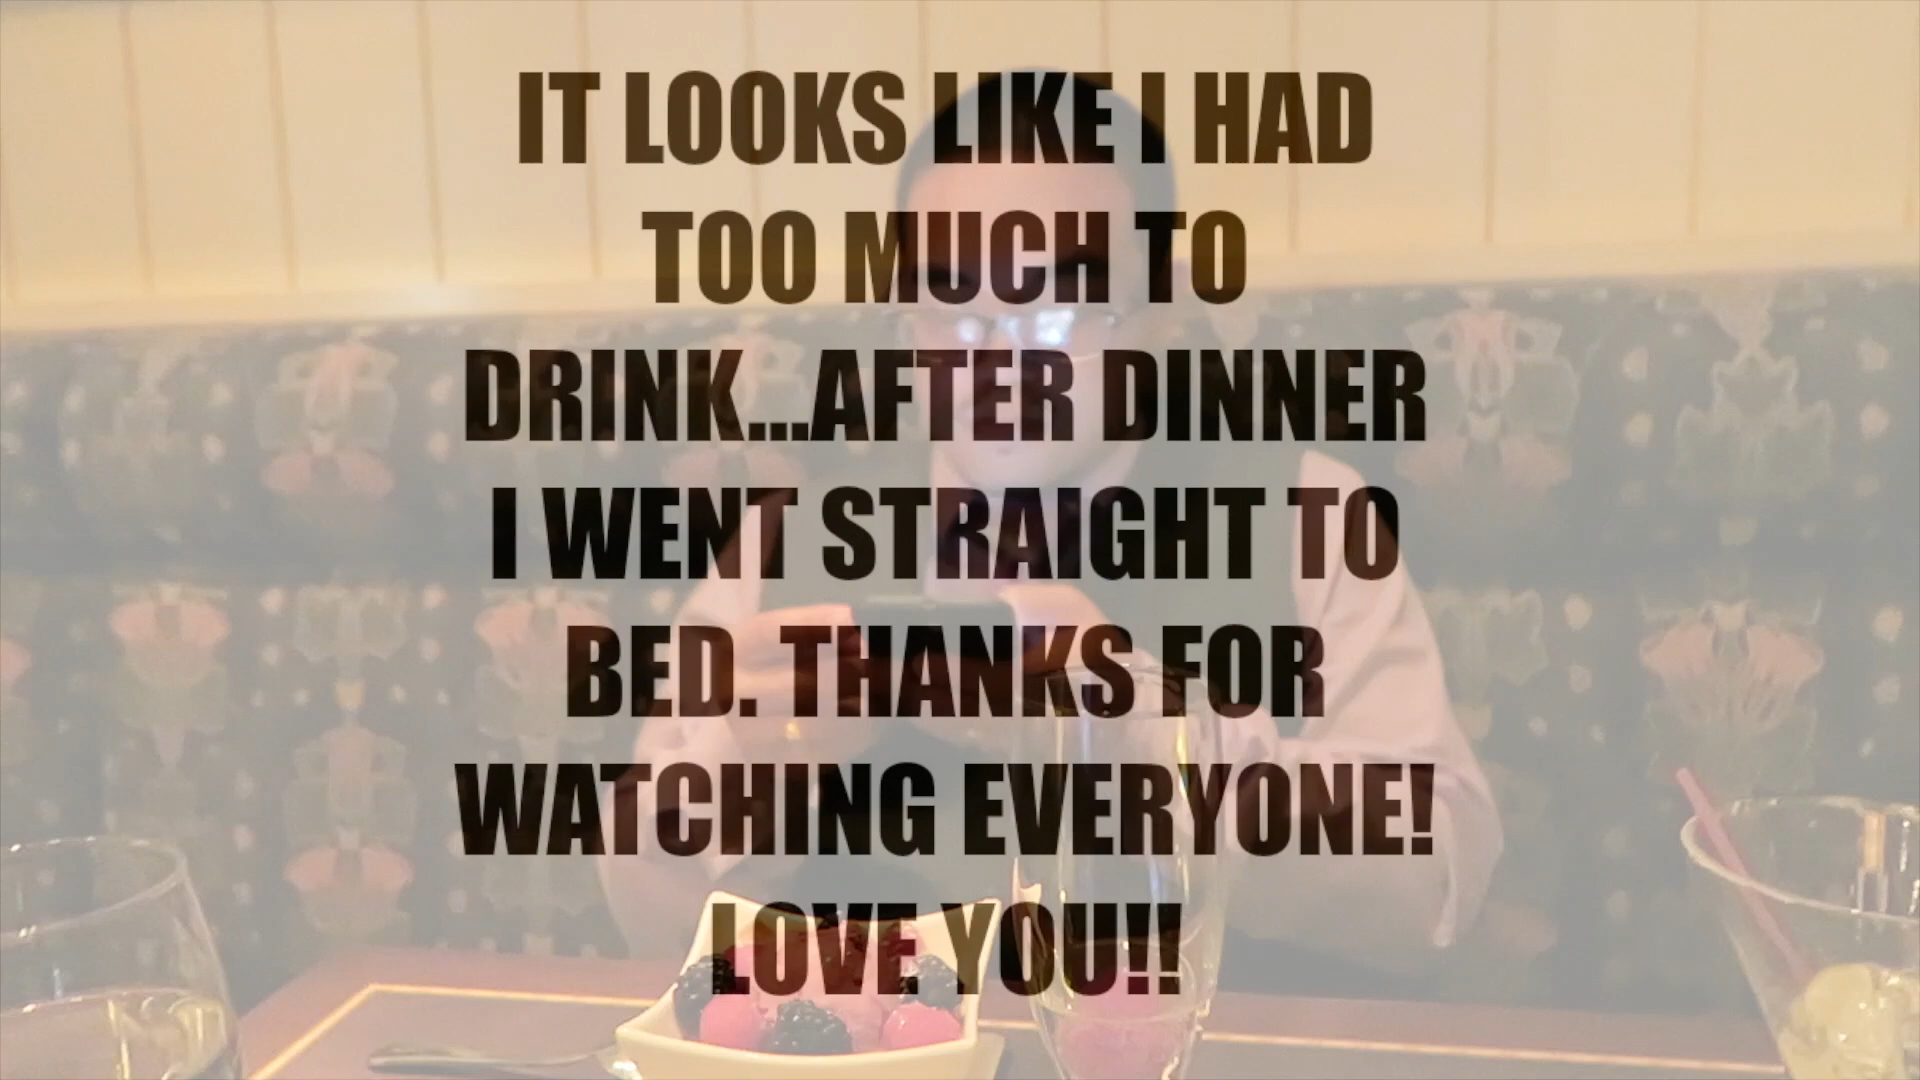 IT LOOKS LIKE I HAD
TOO MUCH TO
DRINK...AFTER DINNER
I WENT STRAIGHT TO
BED. THANKS FOR
WATCHING EVERYONE!
LOVE YOU!!